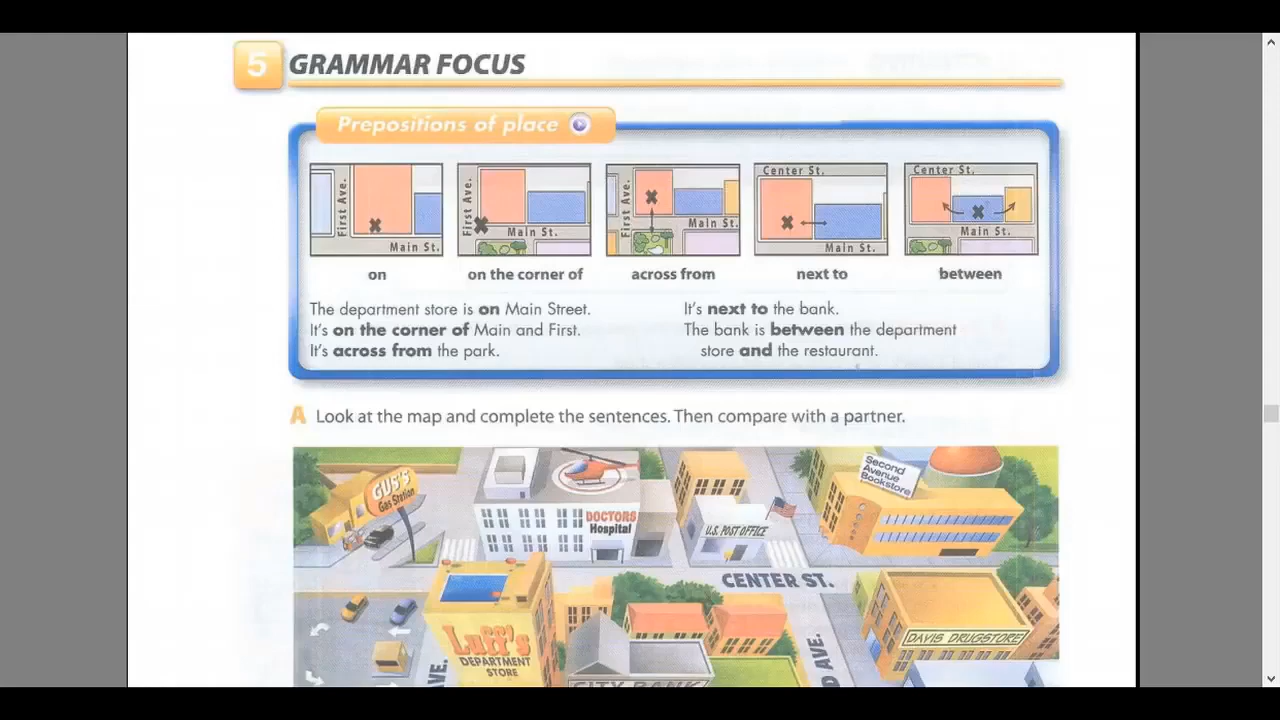 5 GRAMMAR FOCUS
Prepositions of place
First Ave.
Main St.
on
First Ave.
Main St.
on the corner of
First Ave.
Main St.
across from
Center St.
Main St.
next to
Center St.
Main St.
between
The department store is on Main Street.
It's on the corner of Main and First.
It's across from the park.
It's next to the bank.
The bank is between the department
store and the restaurant.
A Look at the map and complete the sentences. Then compare with a partner.
GUS'S
Gas Station
DOCTORS
Hospital
U.S. POST OFFICE
Second
Avenue
Bookstore
CENTER ST.
Luff's
DEPARTMENT
STORE
AVE.
CITY BANK
D AVE.
DAVIS DRUGSTORE